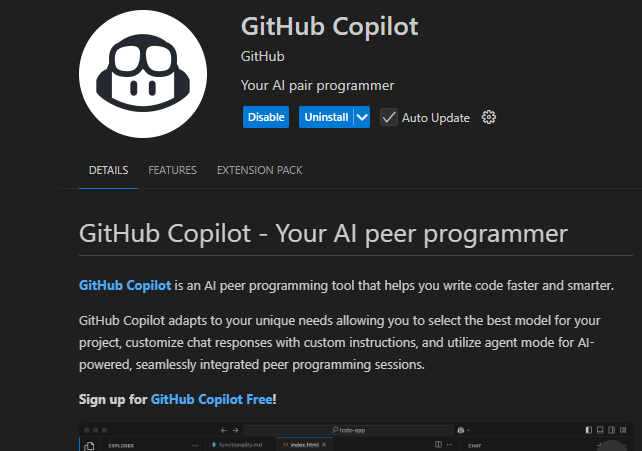 GitHub Copilot
GitHub
Your AI pair programmer
Disable Uninstall Auto Update
DETAILS FEATURES EXTENSION PACK
GitHub Copilot - Your AI peer programmer
GitHub Copilot is an AI peer programming tool that helps you write code faster and smarter.
GitHub Copilot adapts to your unique needs allowing you to select the best model for your
project, customize chat responses with custom instructions, and utilize agent mode for AI-
powered, seamlessly integrated peer programming sessions.
Sign up for GitHub Copilot Free!
todo-app
EXPLORER ... functionality.md <> index.html CHAT